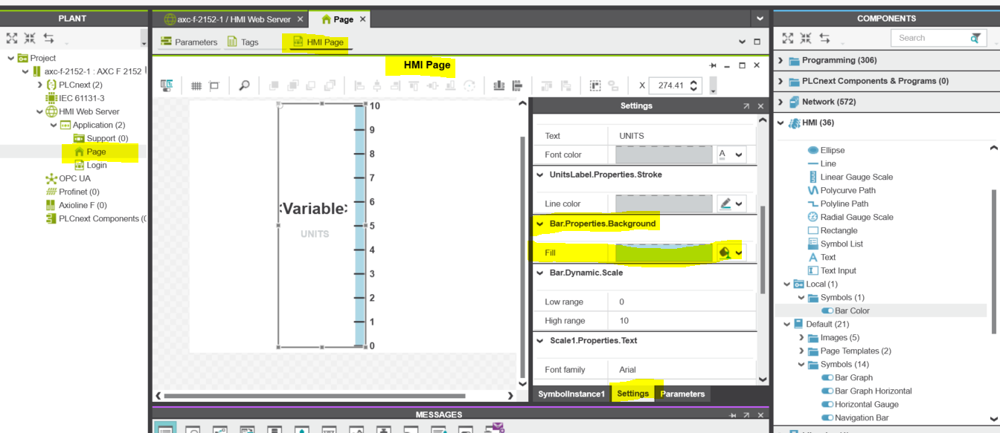 PLANT
axc-f-2152-1 / HMI Web Server
Page
COMPONENTS
Parameters
Tags
HMI Page
Search
Project
axc-f-2152-1 : AXC F 2152
PLCnext (2)
IEC 61131-3
HMI Web Server
Application (2)
Support (0)
Page
Login
OPC UA
Profinet (0)
Axioline F (0)
PLCnext Components (
HMI Page
X 274.41
10
9
8
7
6
5
4
3
2
1
0
:Variable:
UNITS
Settings
Text UNITS
Font color
UnitsLabel.Properties.Stroke
Line color
Bar.Properties.Background
Fill
Bar.Dynamic.Scale
Low range 0
High range 10
Scale1.Properties.Text
Font family Arial
SymbolInstance1 Settings Parameters
Programming (306)
PLCnext Components & Programs (0)
Network (572)
HMI (36)
Ellipse
Line
Linear Gauge Scale
Polycurve Path
Polyline Path
Radial Gauge Scale
Rectangle
Symbol List
Text
Text Input
Local (1)
Symbols (1)
Bar Color
Default (21)
Images (5)
Page Templates (2)
Symbols (14)
Bar Graph
Bar Graph Horizontal
Horizontal Gauge
Navigation Bar
MESSAGES